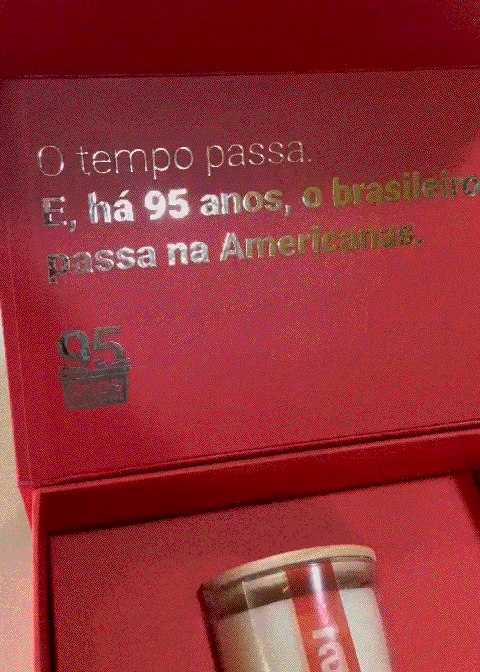 O tempo passa.
E, há 95 anos, o brasileiro
passa na Americanas.
95
ANOS